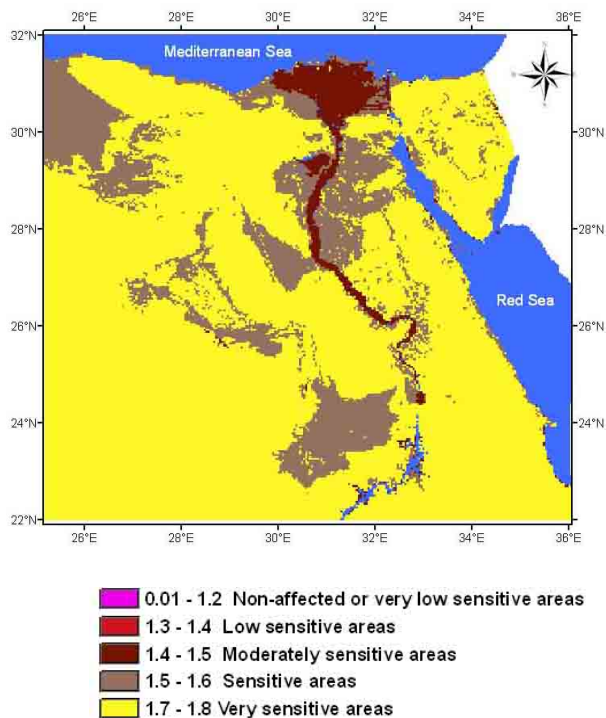 26°E 28°E 30°E 32°E 34°E 36°E
32°N 32°N
Mediterranean Sea
30°N 30°N
28°N 28°N
Red Sea
26°N 26°N
24°N 24°N
22°N 22°N
26°E 28°E 30°E 32°E 34°E 36°E
0.01 - 1.2 Non-affected or very low sensitive areas
1.3 - 1.4 Low sensitive areas
1.4 - 1.5 Moderately sensitive areas
1.5 - 1.6 Sensitive areas
1.7 - 1.8 Very sensitive areas